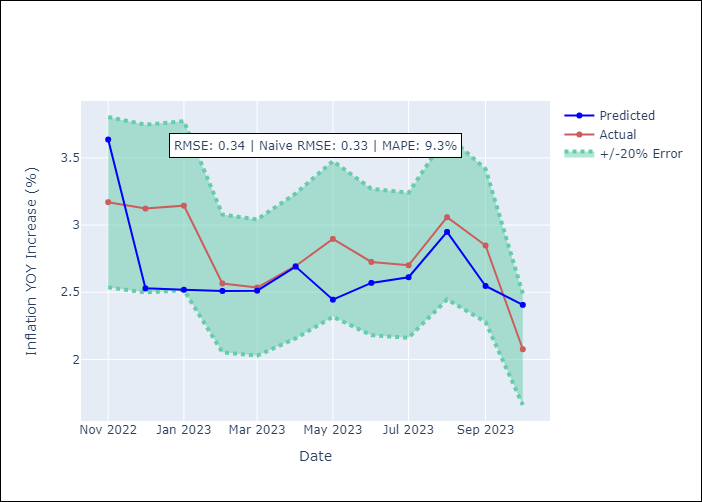 Predicted
Actual
+/-20% Error
RMSE: 0.34 | Naive RMSE: 0.33 | MAPE: 9.3%
3.5
3
2.5
2
Inflation YOY Increase (%)
Nov 2022
Jan 2023
Mar 2023
May 2023
Jul 2023
Sep 2023
Date